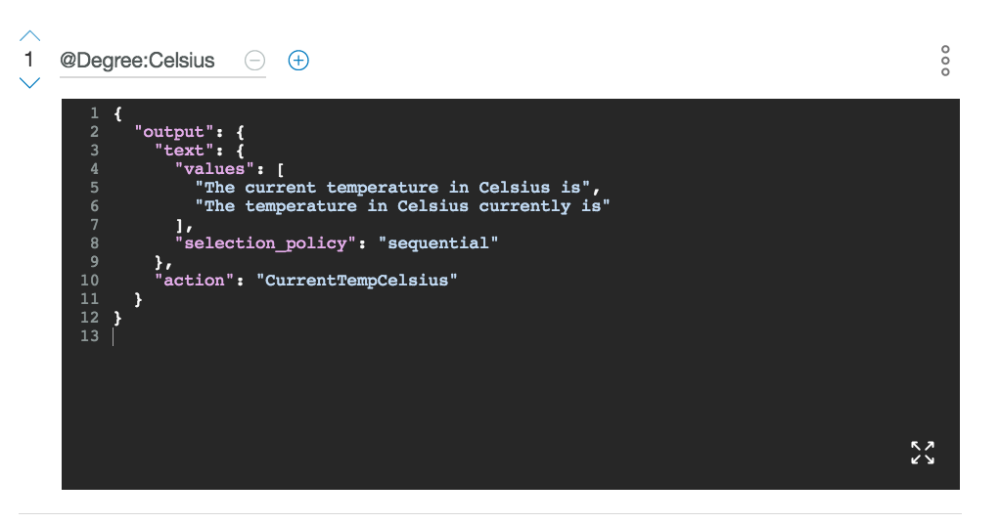 1 @Degree:Celsius
1 {
2 "output": {
3 "text": {
4 "values": [
5 "The current temperature in Celsius is",
6 "The temperature in Celsius currently is"
7 ],
8 "selection_policy": "sequential"
9 },
10 "action": "CurrentTempCelsius"
11 }
12 }
13